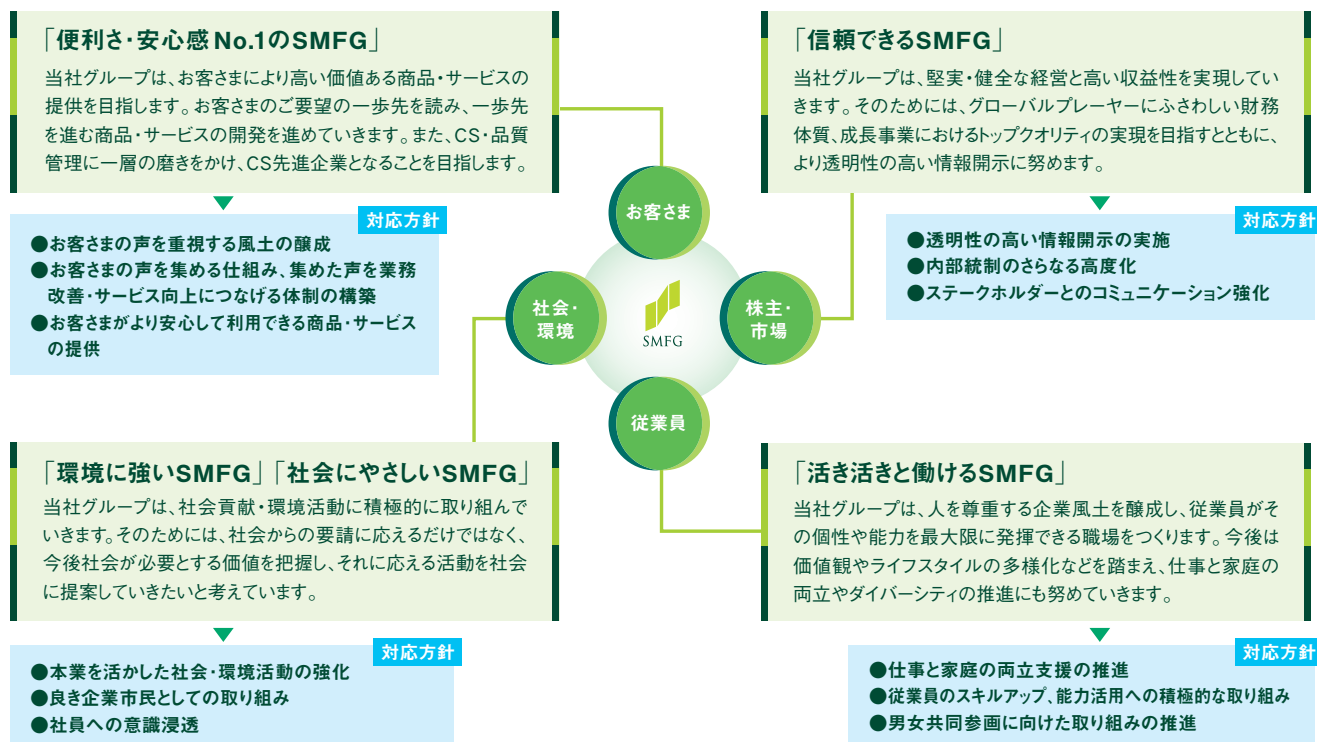 「便利さ・安心感 No.1のSMFG」
当社グループは、お客さまにより高い価値ある商品・サービスの
提供を目指します。お客さまのご要望の一歩先を読み、一歩先
を進む商品・サービスの開発を進めていきます。また、CS・品質
管理に一層の磨きをかけ、CS先進企業となることを目指します。
対応方針
●お客さまの声を重視する風土の醸成
●お客さまの声を集める仕組み、集めた声を業務
改善・サービス向上につなげる体制の構築
●お客さまがより安心して利用できる商品・サービス
の提供
「信頼できるSMFG」
当社グループは、堅実・健全な経営と高い収益性を実現してい
きます。そのためには、グローバルプレーヤーにふさわしい財務
体質、成長事業におけるトップクオリティの実現を目指すとともに、
より透明性の高い情報開示に努めます。
対応方針
●透明性の高い情報開示の実施
●内部統制のさらなる高度化
●ステークホルダーとのコミュニケーション強化
お客さま
社会・
環境
SMFG
株主・
市場
従業員
「環境に強いSMFG」「社会にやさしいSMFG」
当社グループは、社会貢献・環境活動に積極的に取り組んで
いきます。そのためには、社会からの要請に応えるだけではなく、
今後社会が必要とする価値を把握し、それに応える活動を社会
に提案していきたいと考えています。
対応方針
●本業を活かした社会・環境活動の強化
●良き企業市民としての取り組み
●社員への意識浸透
「活き活きと働けるSMFG」
当社グループは、人を尊重する企業風土を醸成し、従業員がそ
の個性や能力を最大限に発揮できる職場をつくります。今後は
価値観やライフスタイルの多様化などを踏まえ、仕事と家庭の
両立やダイバーシティの推進にも努めていきます。
対応方針
●仕事と家庭の両立支援の推進
●従業員のスキルアップ、能力活用への積極的な取り組み
●男女共同参画に向けた取り組みの推進